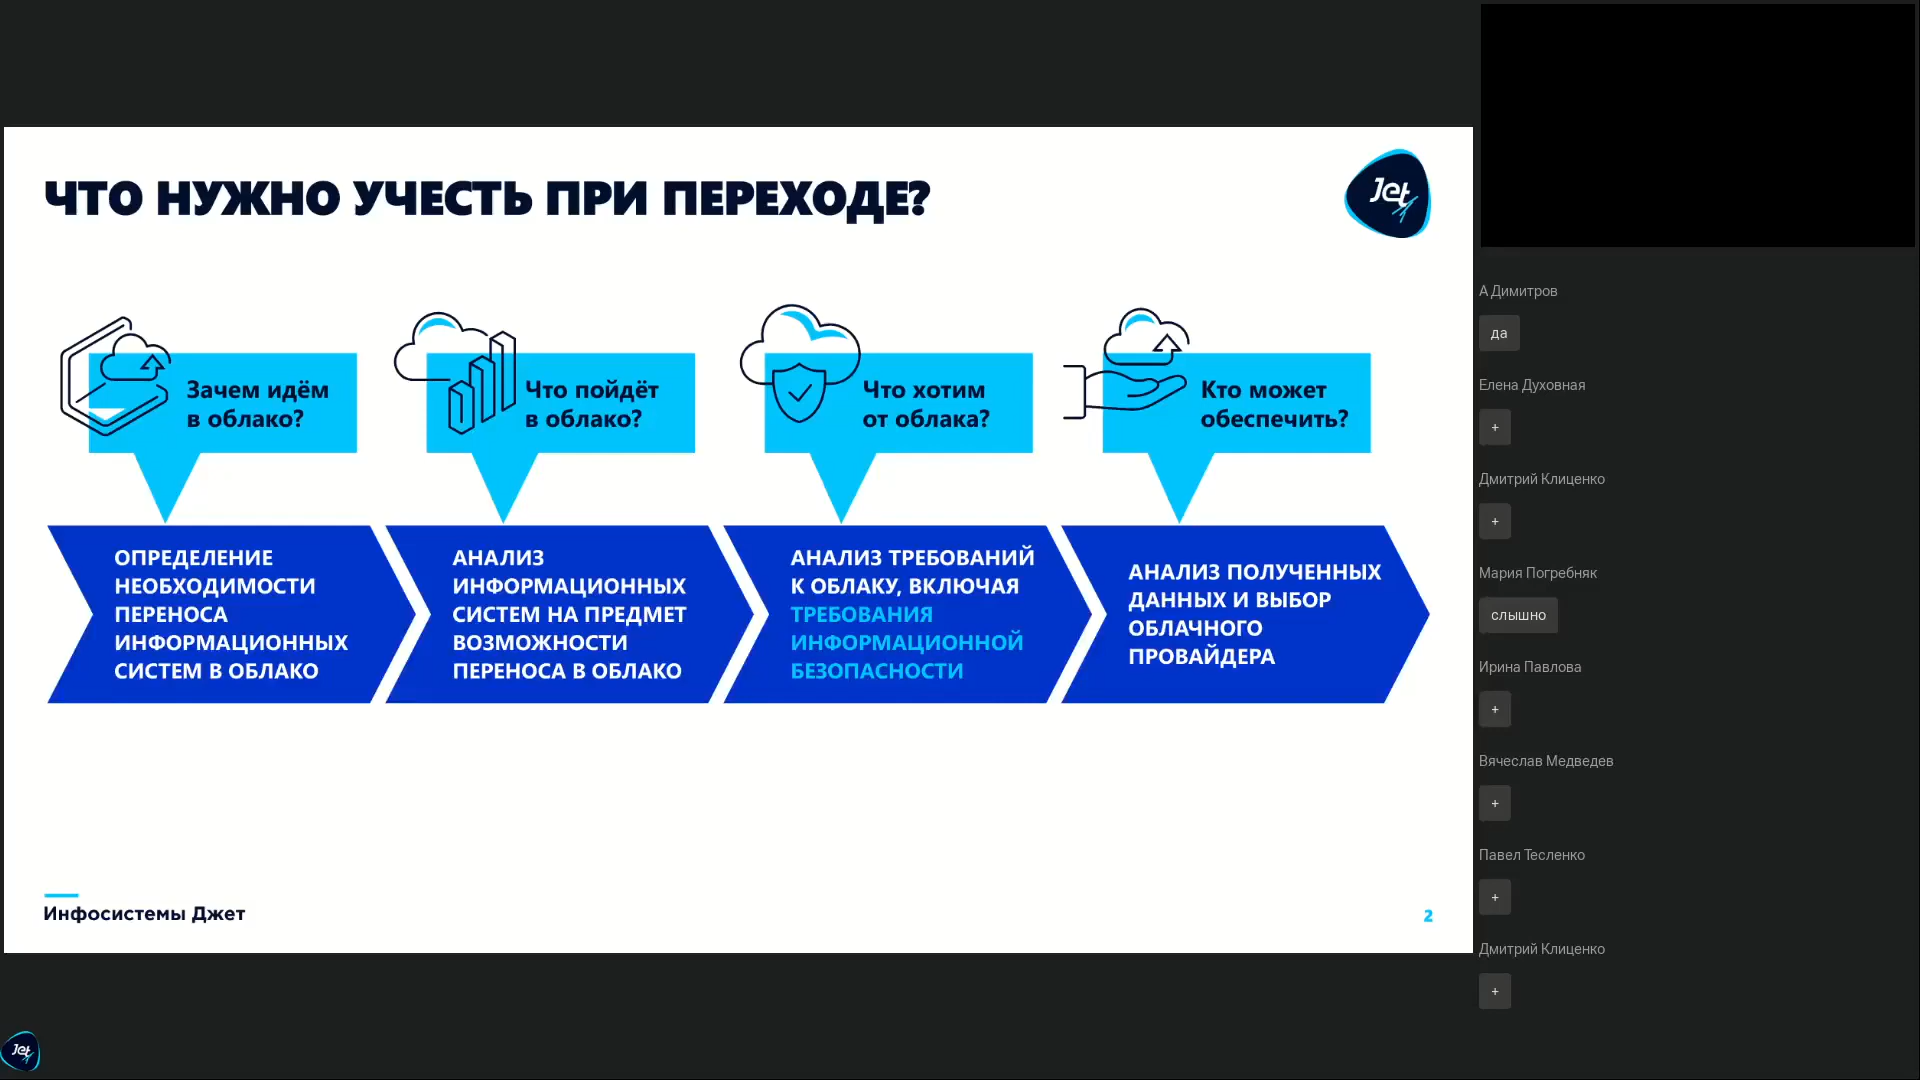 ЧТО НУЖНО УЧЕСТЬ ПРИ ПЕРЕХОДЕ?
Jet
Зачем идём
в облако?
Что пойдёт
в облако?
Что хотим
от облака?
Кто может
обеспечить?
ОПРЕДЕЛЕНИЕ
НЕОБХОДИМОСТИ
ПЕРЕНОСА
ИНФОРМАЦИОННЫХ
СИСТЕМ В ОБЛАКО
АНАЛИЗ
ИНФОРМАЦИОННЫХ
СИСТЕМ НА ПРЕДМЕТ
ВОЗМОЖНОСТИ
ПЕРЕНОСА В ОБЛАКО
АНАЛИЗ ТРЕБОВАНИЙ
К ОБЛАКУ, ВКЛЮЧАЯ
ТРЕБОВАНИЯ
ИНФОРМАЦИОННОЙ
БЕЗОПАСНОСТИ
АНАЛИЗ ПОЛУЧЕННЫХ
ДАННЫХ И ВЫБОР
ОБЛАЧНОГО
ПРОВАЙДЕРА
Инфосистемы Джет
2
Jet
А Димитров
да
Елена Духовная
+
Дмитрий Клиценко
+
Мария Погребняк
слышно
Ирина Павлова
+
Вячеслав Медведев
+
Павел Тесленко
+
Дмитрий Клиценко
+